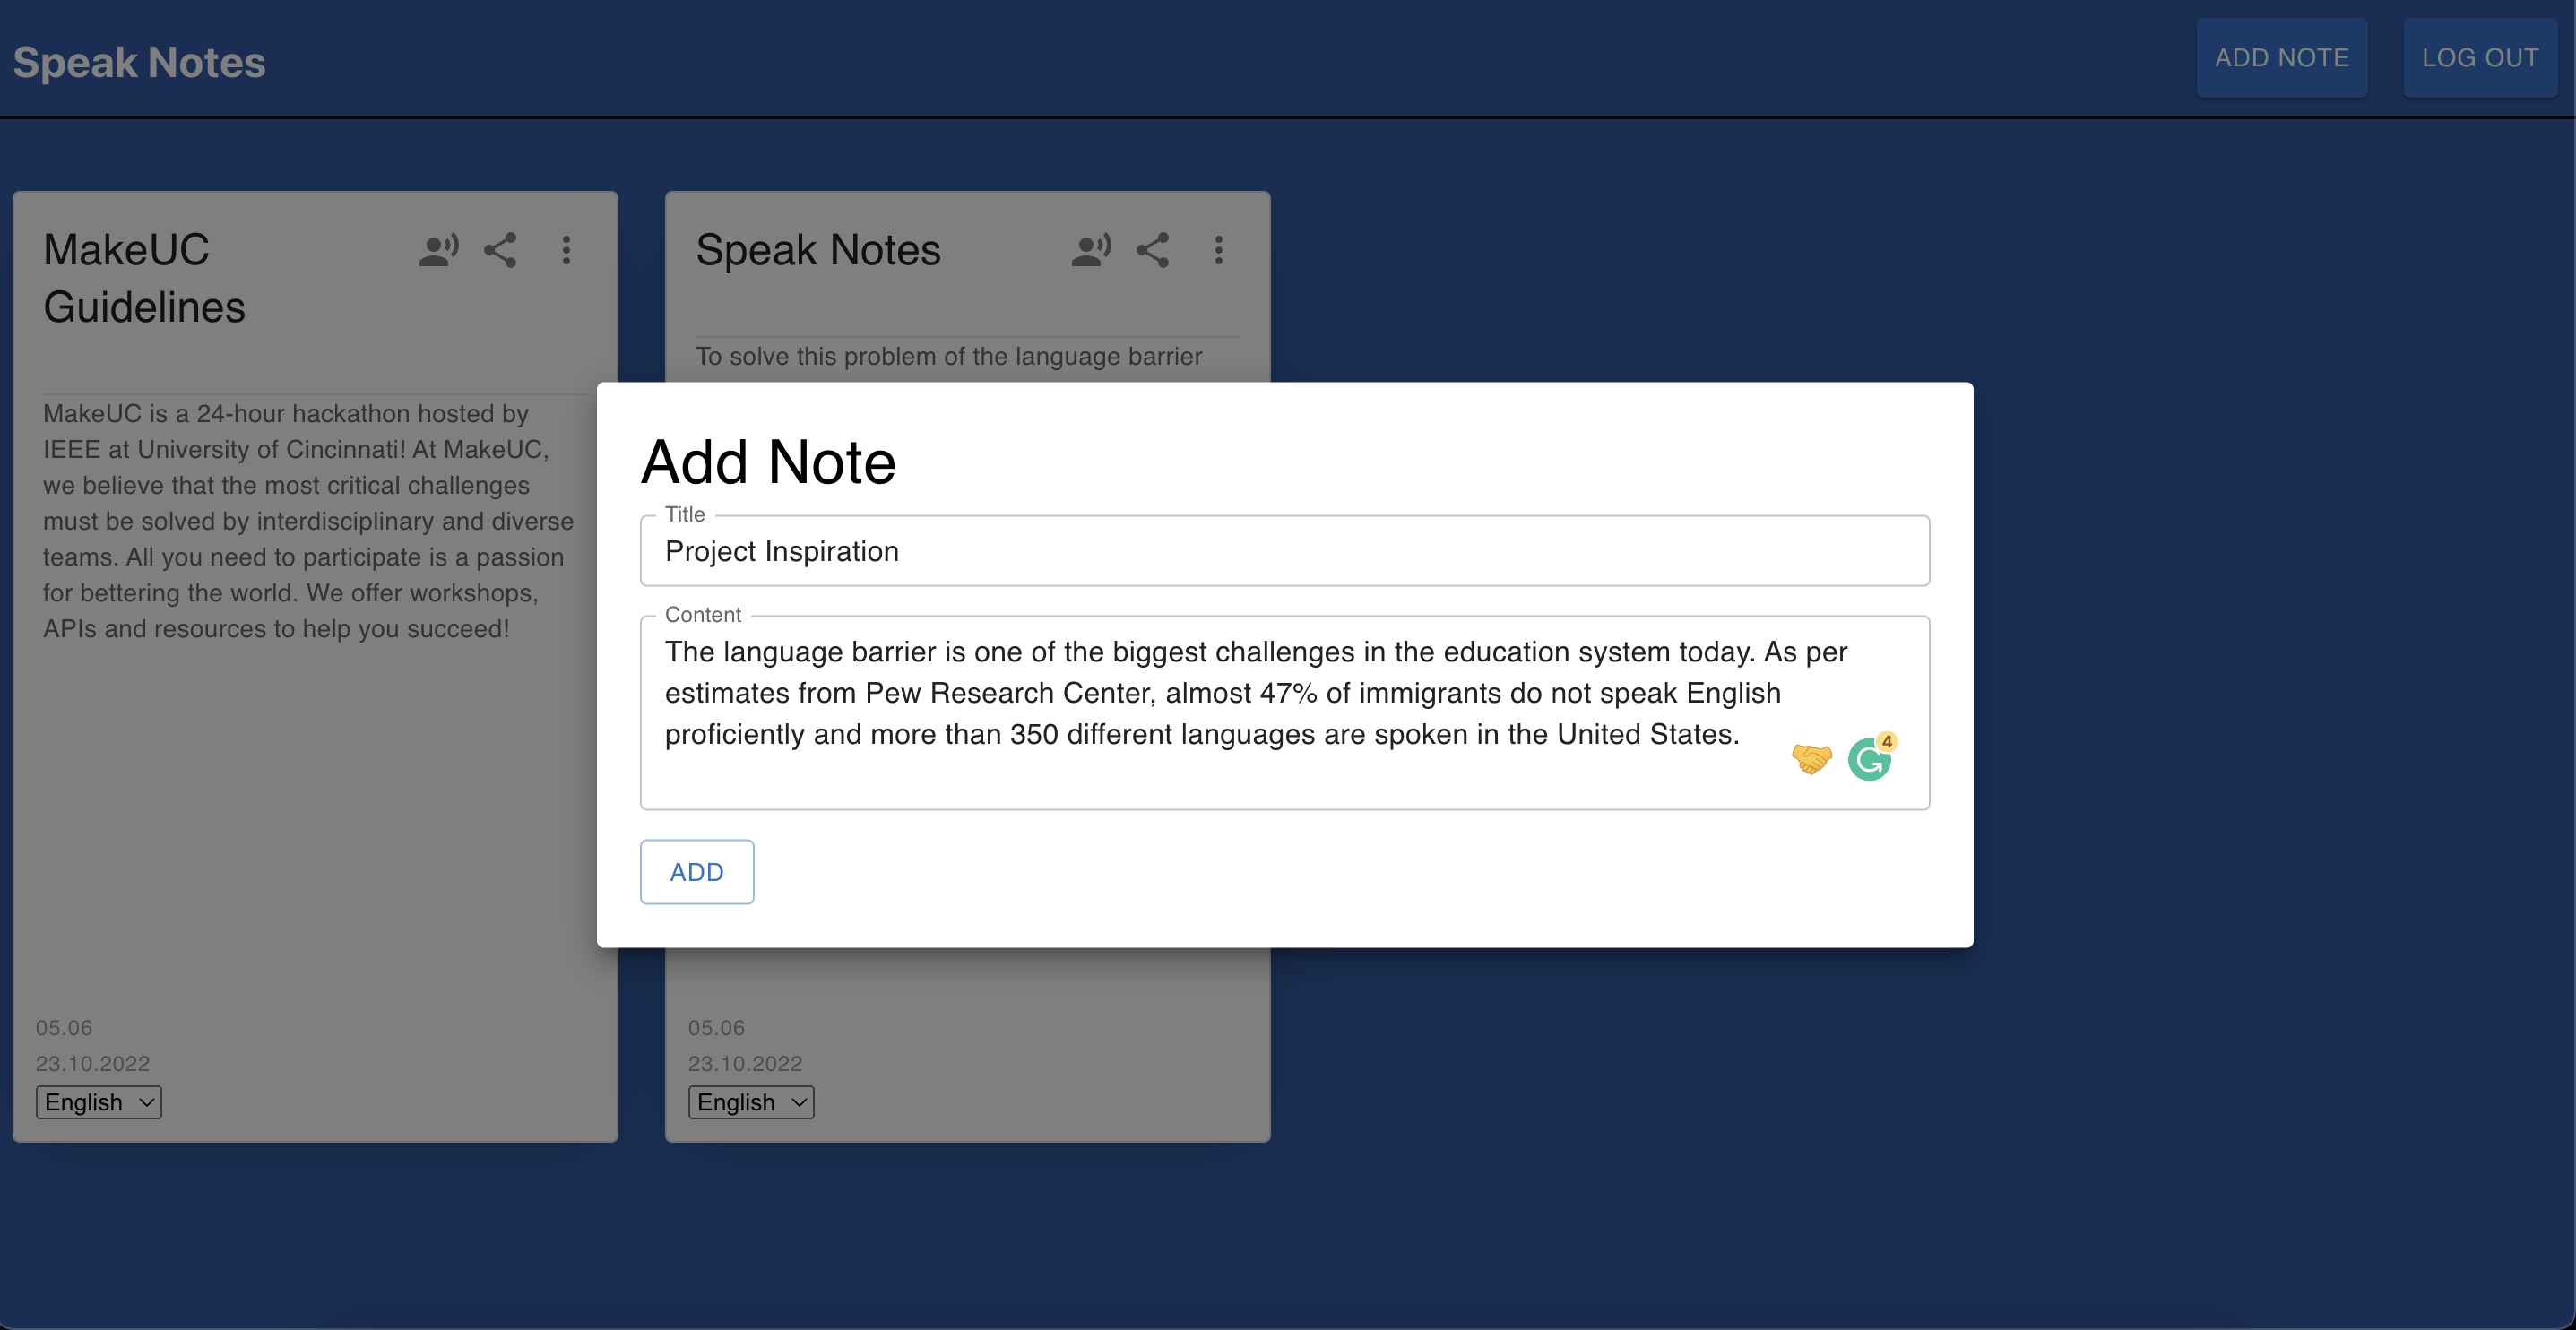 Speak Notes
ADD NOTE
LOG OUT
MakeUC
Guidelines
MakeUC is a 24-hour hackathon hosted by
IEEE at University of Cincinnati! At MakeUC,
we believe that the most critical challenges
must be solved by interdisciplinary and diverse
teams. All you need to participate is a passion
for bettering the world. We offer workshops,
APIs and resources to help you succeed!
05.06
23.10.2022
English
Speak Notes
To solve this problem of the language barrier
05.06
23.10.2022
English
Add Note
Title
Project Inspiration
Content
The language barrier is one of the biggest challenges in the education system today. As per
estimates from Pew Research Center, almost 47% of immigrants do not speak English
proficiently and more than 350 different languages are spoken in the United States.
4
ADD